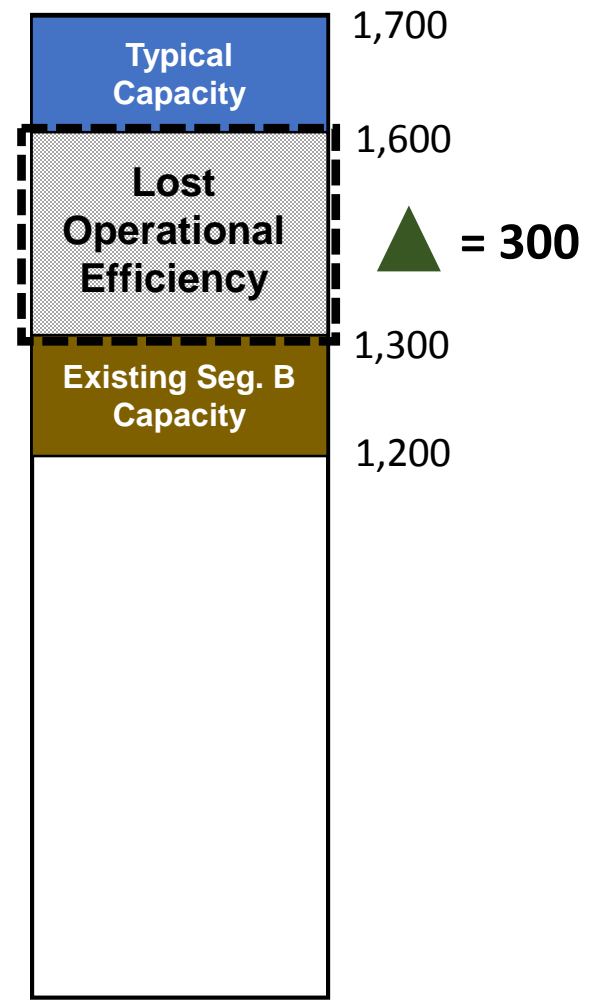 1,700
Typical
Capacity
1,600
Lost
Operational
Efficiency
= 300
1,300
Existing Seg. B
Capacity
1,200